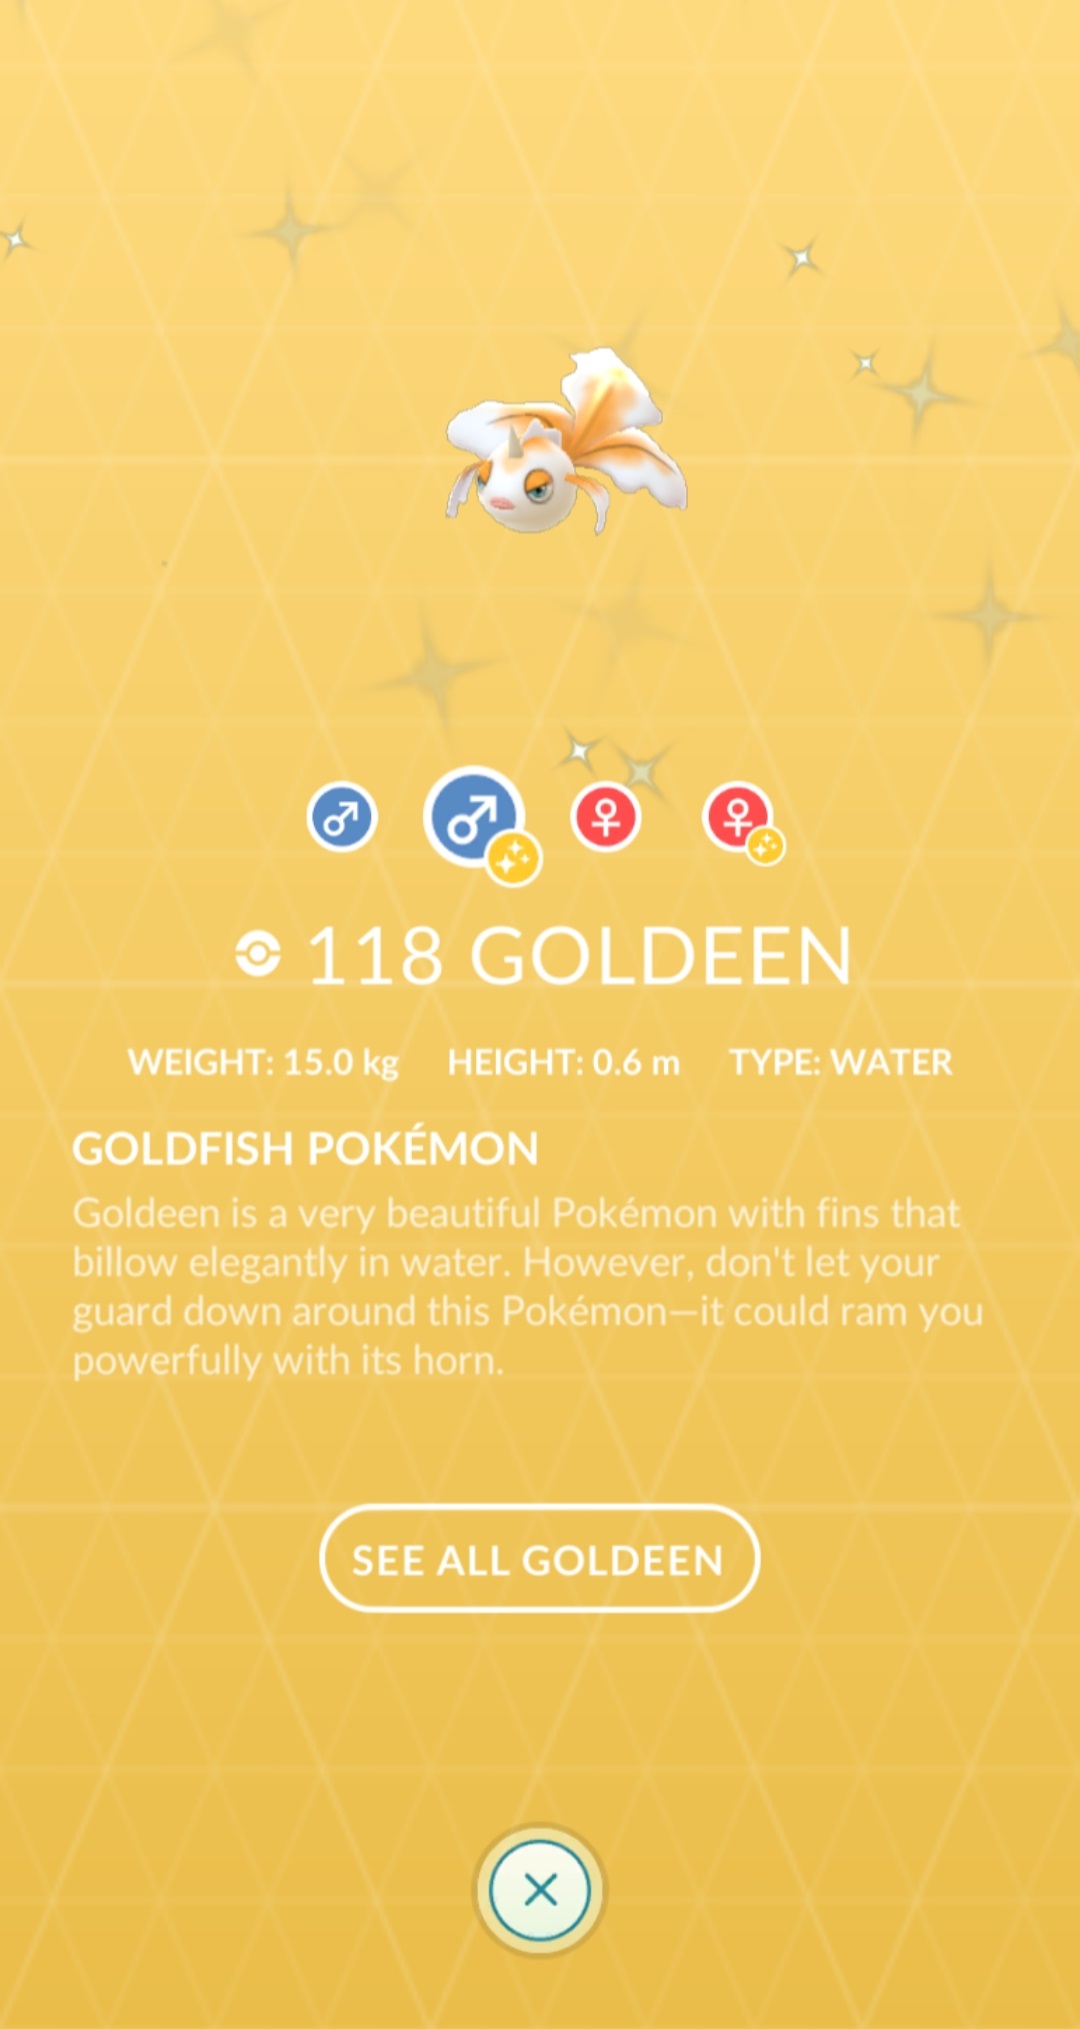 118 GOLDEEN
WEIGHT: 15.0 kg HEIGHT: 0.6 m TYPE: WATER
GOLDFISH POKÉMON
Goldeen is a very beautiful Pokémon with fins that
billow elegantly in water. However, don't let your
guard down around this Pokémon—it could ram you
powerfully with its horn.
SEE ALL GOLDEEN